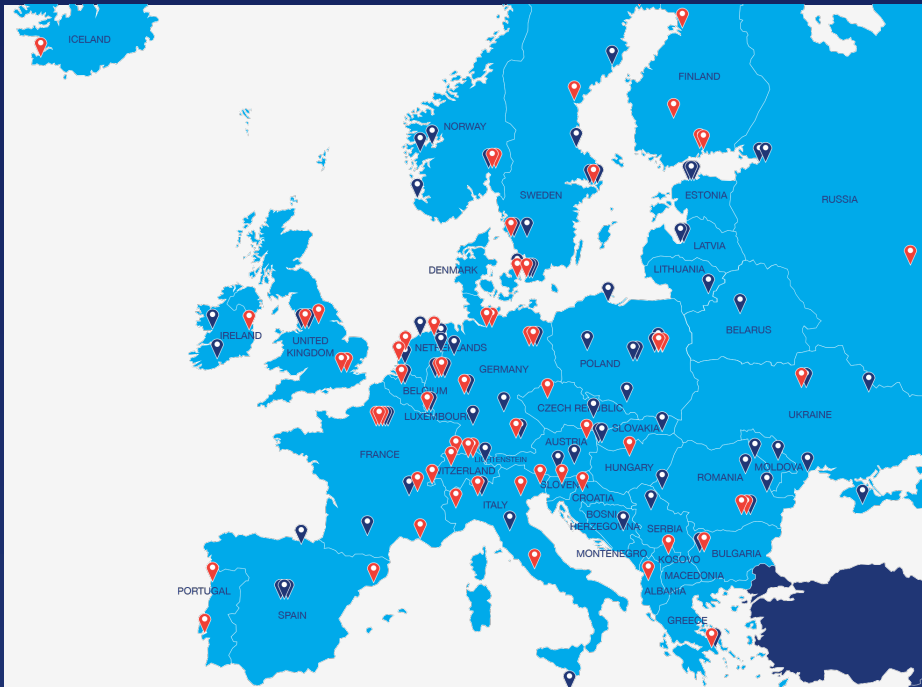 ICELAND
FINLAND
NORWAY
SWEDEN
ESTONIA
RUSSIA
LATVIA
DENMARK
LITHUANIA
IRELAND
UNITED
KINGDOM
BELARUS
NETHERLANDS
POLAND
GERMANY
BELGIUM
CZECH REPUBLIC
LUXEMBOURG
UKRAINE
SLOVAKIA
AUSTRIA
FRANCE
LIECHTENSTEIN
SWITZERLAND
HUNGARY
MOLDOVA
ROMANIA
SLOVENIA
CROATIA
ITALY
BOSNIA
HERZEGOVINA
SERBIA
MONTENEGRO
KOSOVO
BULGARIA
MACEDONIA
PORTUGAL
ALBANIA
SPAIN
GREECE